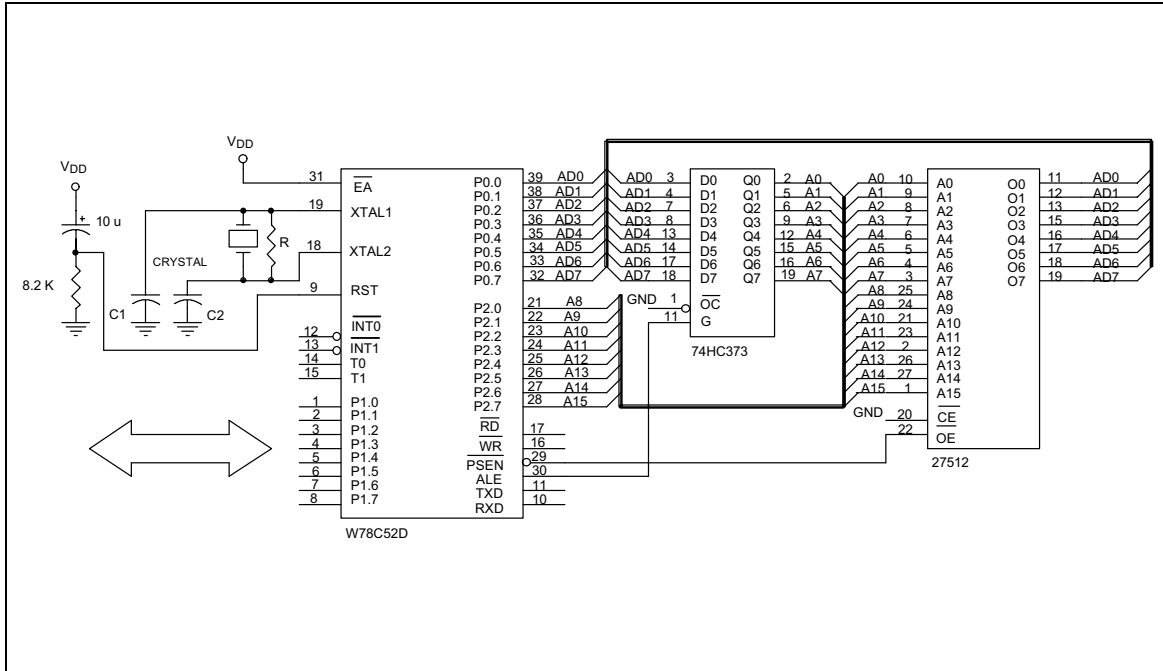 VDD
10 u
8.2 K
VDD
C1
C2
CRYSTAL
R
31 EA
19 XTAL1
18 XTAL2
9 RST
12 INT0
13 INT1
14 T0
15 T1
1 P1.0
2 P1.1
3 P1.2
4 P1.3
5 P1.4
6 P1.5
7 P1.6
8 P1.7
P0.0 39 AD0
P0.1 38 AD1
P0.2 37 AD2
P0.3 36 AD3
P0.4 35 AD4
P0.5 34 AD5
P0.6 33 AD6
P0.7 32 AD7
P2.0 21 A8
P2.1 22 A9
P2.2 23 A10
P2.3 24 A11
P2.4 25 A12
P2.5 26 A13
P2.6 27 A14
P2.7 28 A15
RD 17
WR 16
PSEN 29
ALE 30
TXD 11
RXD 10
W78C52D
AD0 3 D0 Q0 2 A0
AD1 4 D1 Q1 5 A1
AD2 7 D2 Q2 6 A2
AD3 8 D3 Q3 9 A3
AD4 13 D4 Q4 12 A4
AD5 14 D5 Q5 15 A5
AD6 17 D6 Q6 16 A6
AD7 18 D7 Q7 19 A7
GND 1 OC
11 G
74HC373
A0 10 A0 O0 11 AD0
A1 9 A1 O1 12 AD1
A2 8 A2 O2 13 AD2
A3 7 A3 O3 15 AD3
A4 6 A4 O4 16 AD4
A5 5 A5 O5 17 AD5
A6 4 A6 O6 18 AD6
A7 3 A7 O7 19 AD7
A8 25 A8
A9 24 A9
A10 21 A10
A11 23 A11
A12 2 A12
A13 26 A13
A14 27 A14
A15 1 A15
GND 20 CE
22 OE
27512